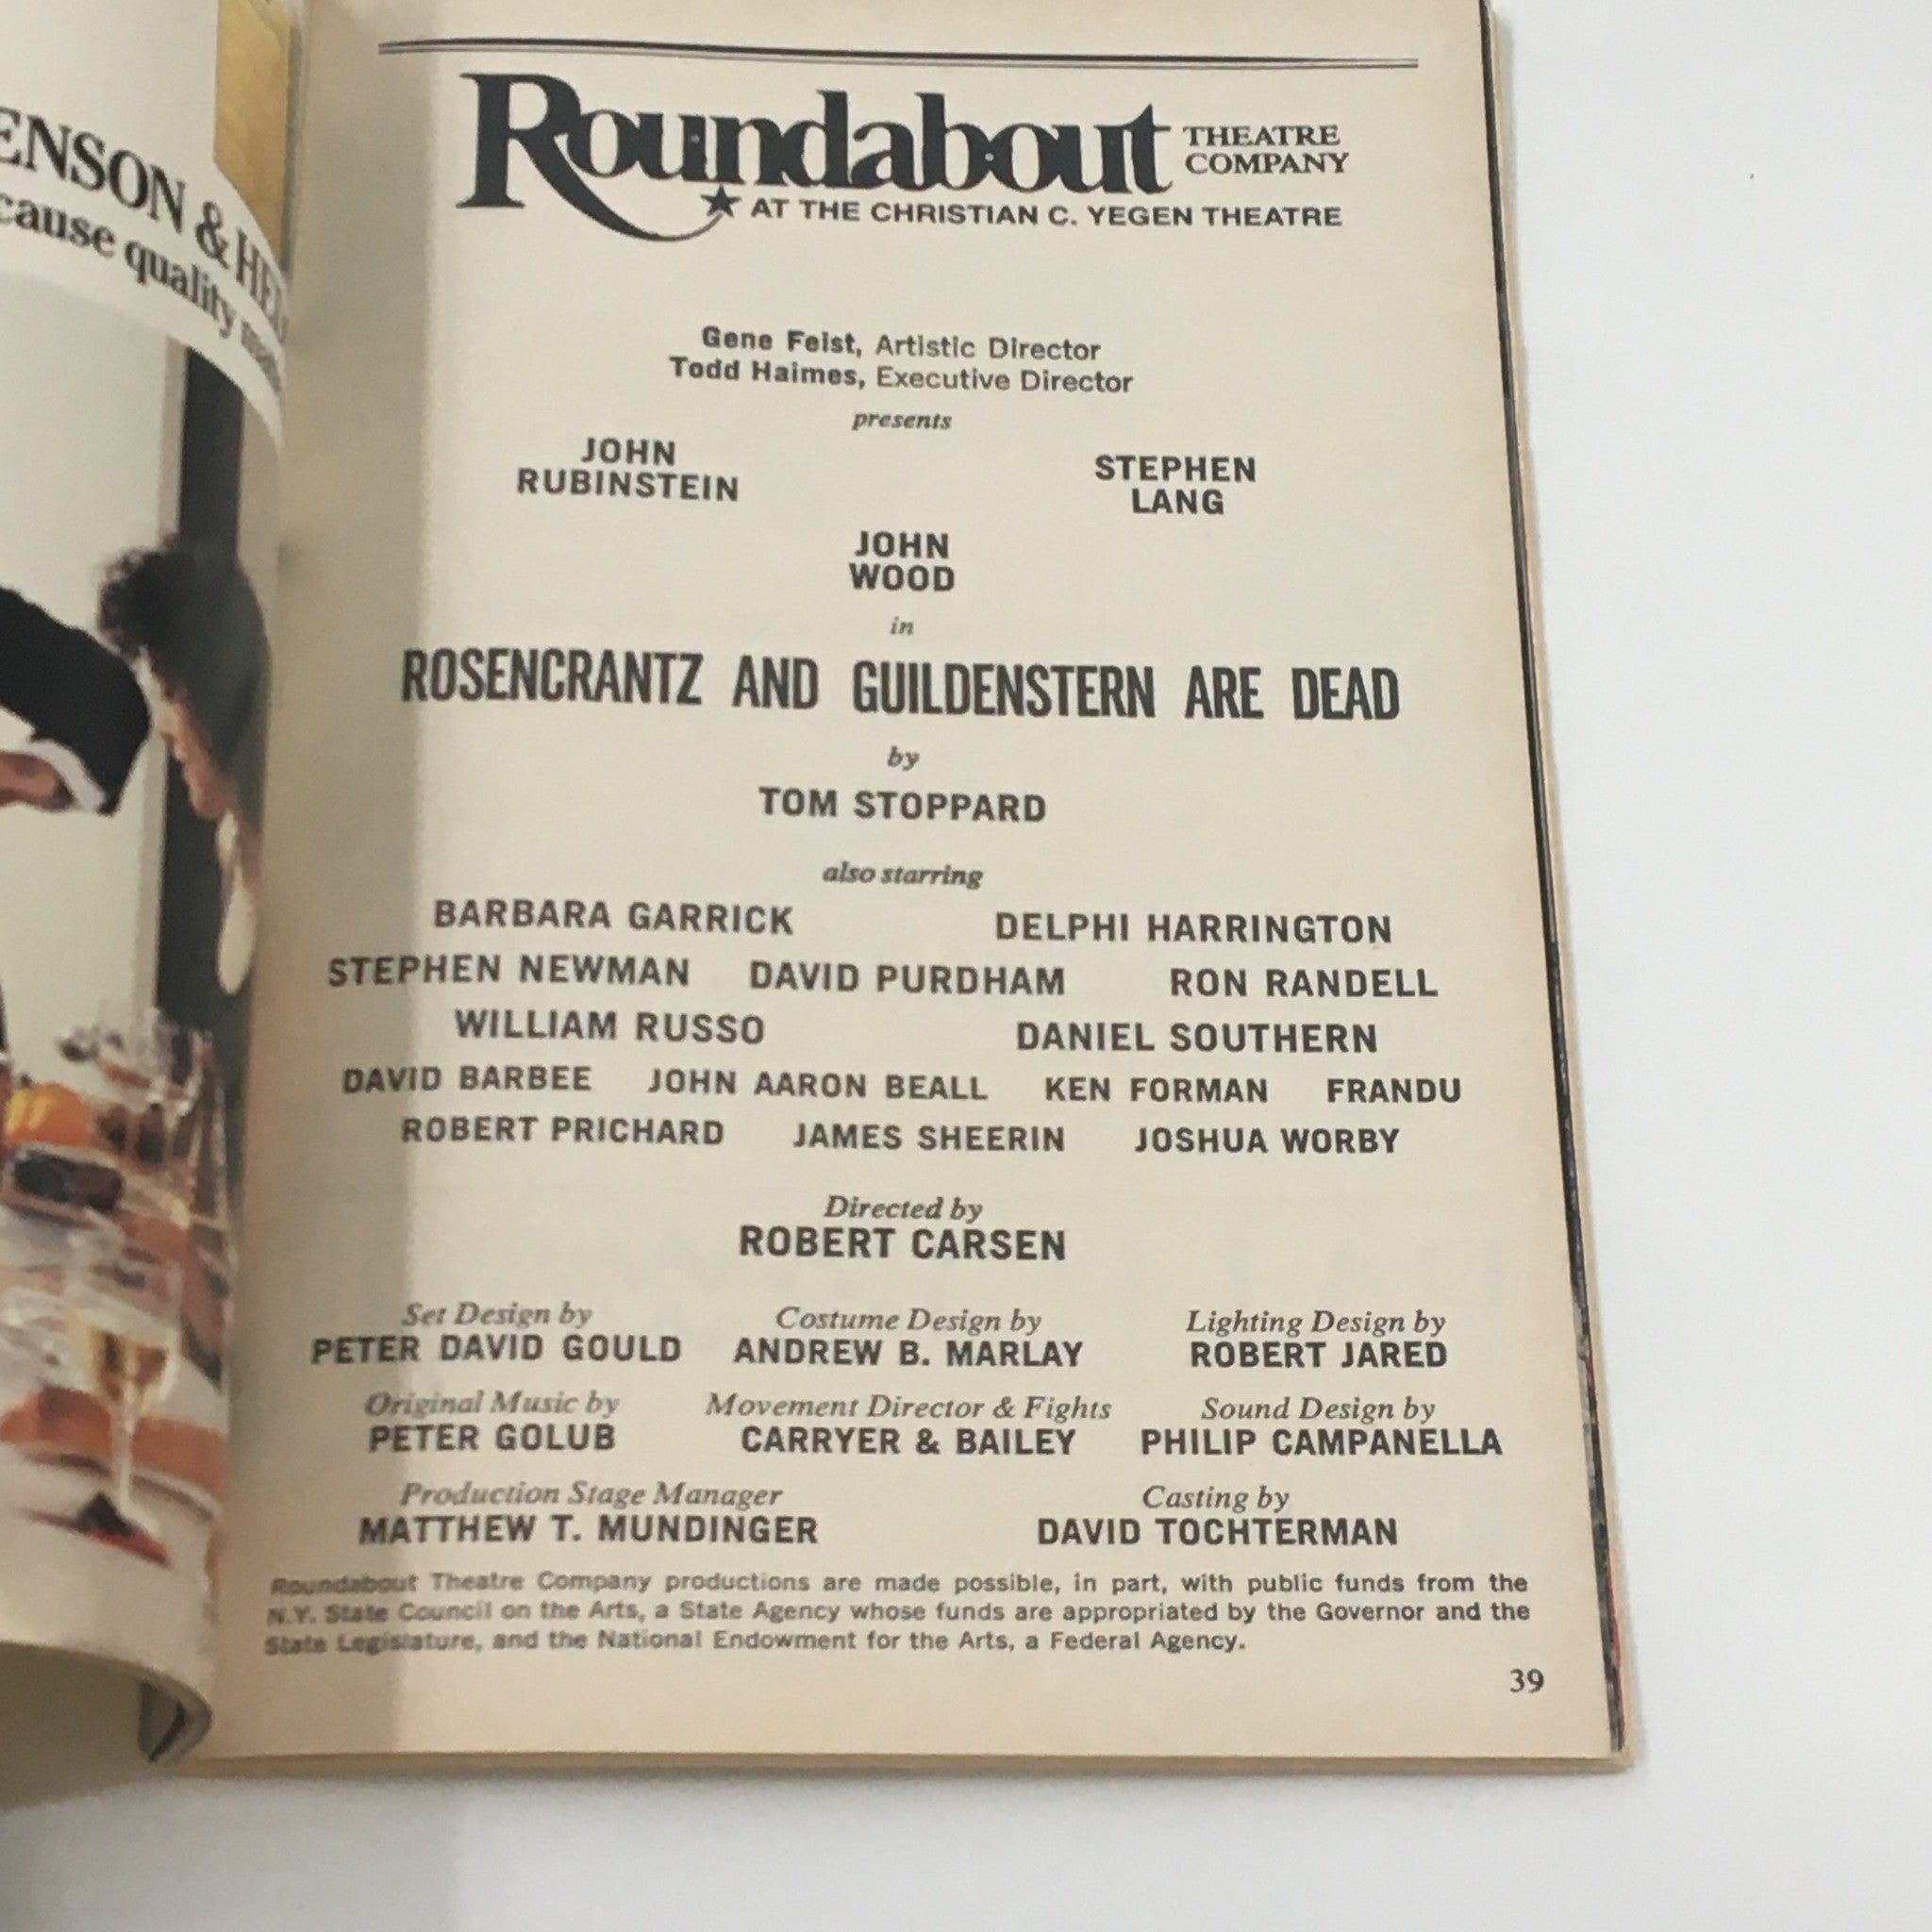 ENSON & HE
cause quality
Roundabout THEATRE
COMPANY
AT THE CHRISTIAN C. YEGEN THEATRE
Gene Feist, Artistic Director
Todd Haimes, Executive Director
presents
JOHN
RUBINSTEIN
STEPHEN
LANG
JOHN
WOOD
in
ROSENCRANTZ AND GUILDENSTERN ARE DEAD
by
TOM STOPPARD
also starring
BARBARA GARRICK DELPHI HARRINGTON
STEPHEN NEWMAN DAVID PURDHAM RON RANDELL
WILLIAM RUSSO DANIEL SOUTHERN
DAVID BARBEE JOHN AARON BEALL KEN FORMAN FRANDU
ROBERT PRICHARD JAMES SHEERIN JOSHUA WORBY
Directed by
ROBERT CARSEN
Set Design by Costume Design by Lighting Design by
PETER DAVID GOULD ANDREW B. MARLAY ROBERT JARED
Original Music by Movement Director & Fights Sound Design by
PETER GOLUB CARRYER & BAILEY PHILIP CAMPANELLA
Production Stage Manager Casting by
MATTHEW T. MUNDINGER DAVID TOCHTERMAN
Roundabout Theatre Company productions are made possible, in part, with public funds from the
N.Y. State Council on the Arts, a State Agency whose funds are appropriated by the Governor and the
State Legislature, and the National Endowment for the Arts, a Federal Agency.
39